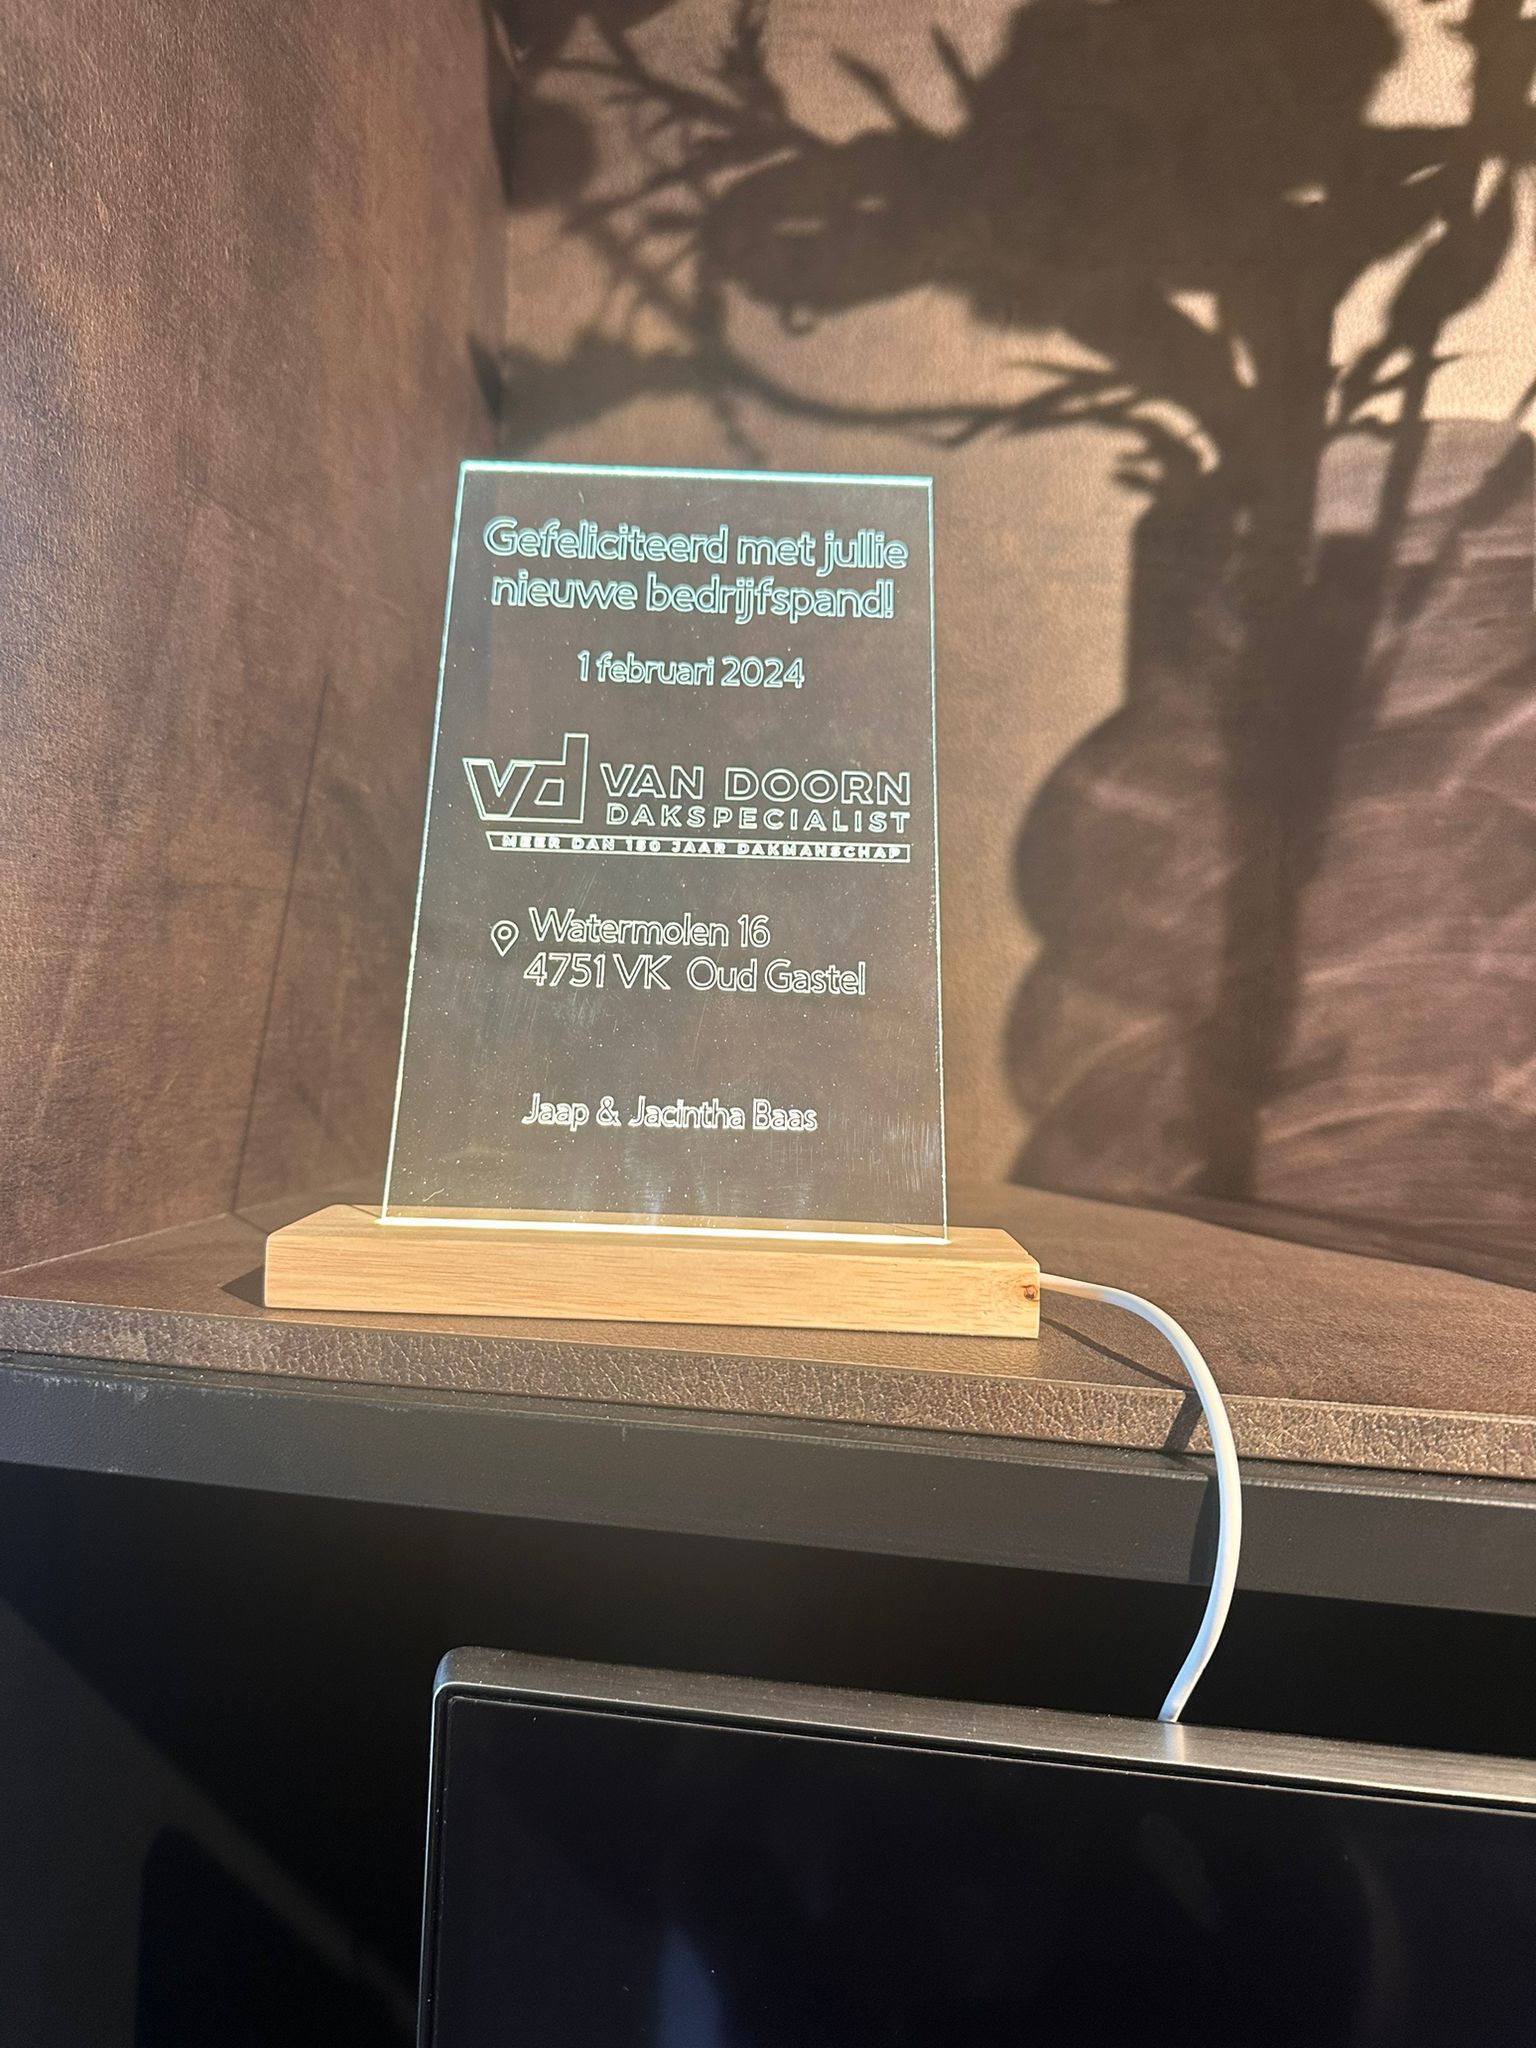 Gefeliciteerd met jullie
nieuwe bedrijfspand!
1 februari 2024
vd VAN DOORN
DAKSPECIALIST
MEER DAN 150 JAAR DAKMANSCHAP
Watermolen 16
4751 VK Oud Gastel
Jaap & Jacintha Baas